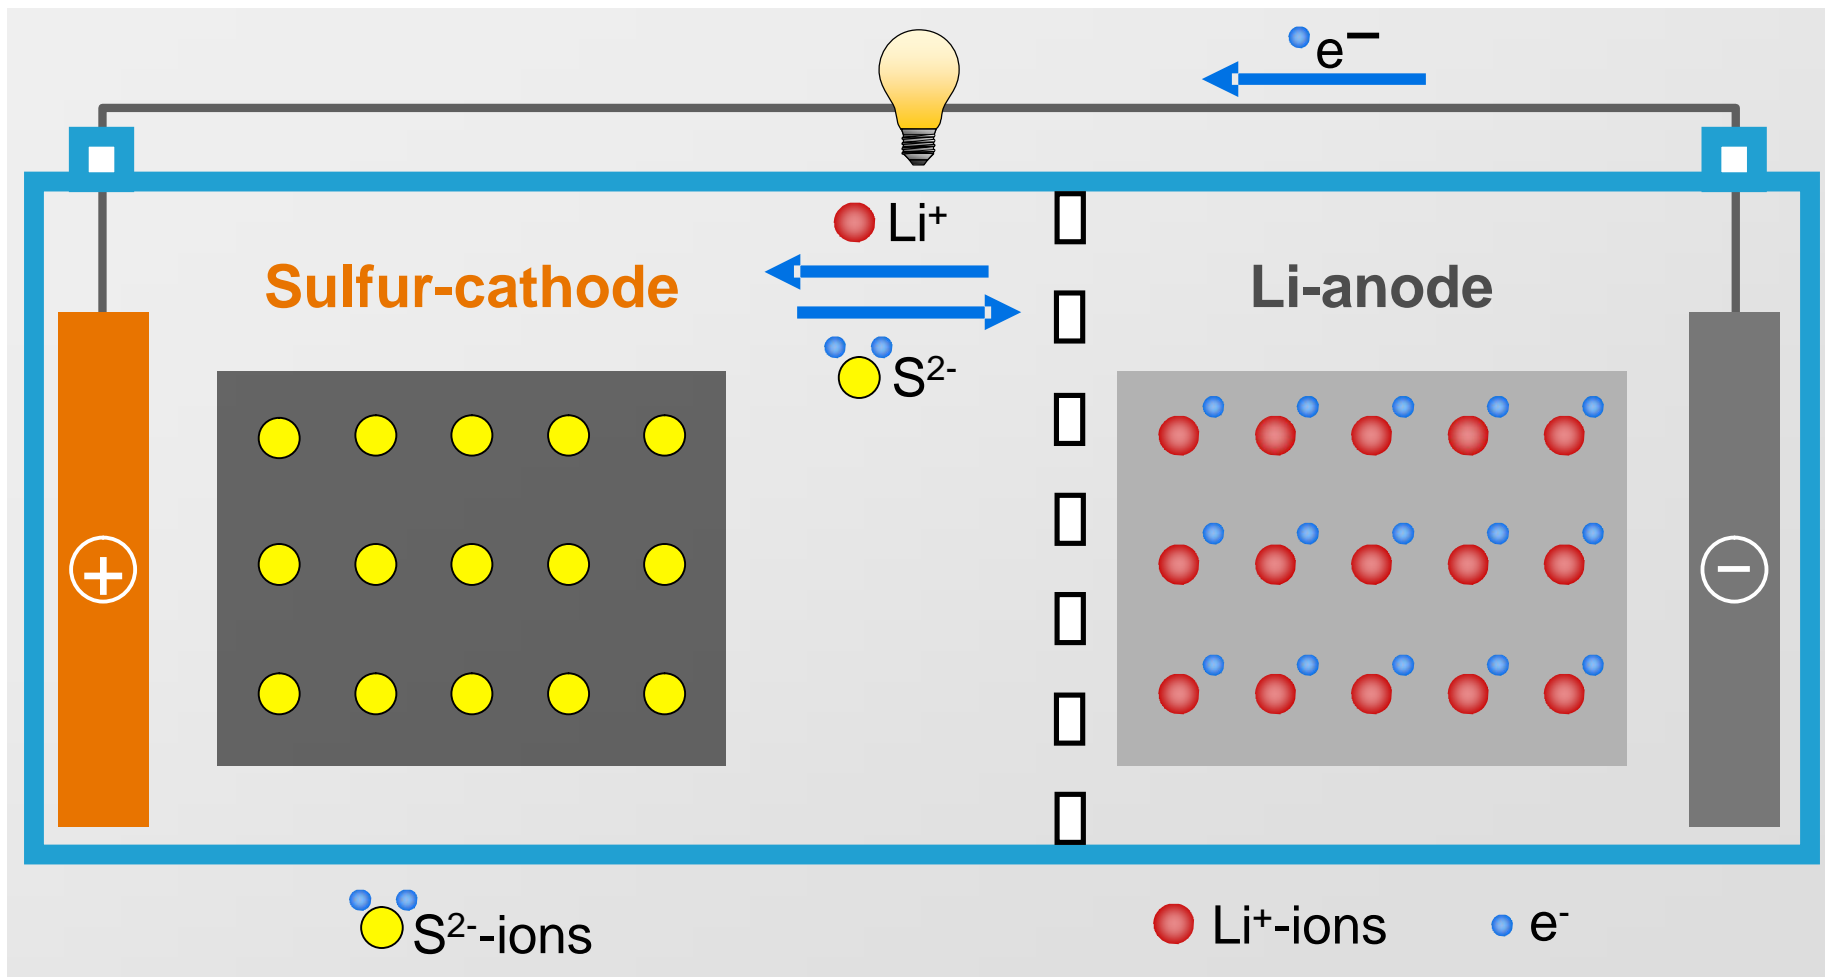 e⁻
Li⁺
Sulfur-cathode
Li-anode
S²⁻
+
−
S²⁻-ions
Li⁺-ions
e⁻